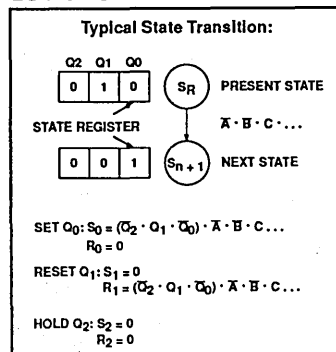 Typical State Transition:
Q2 Q1 Q0
0 1 0
S_R
PRESENT STATE
STATE REGISTER
A̅ · B̅ · C · ...
0 0 1
S_n + 1
NEXT STATE
SET Q₀: S₀ = (Q̅₂ · Q₁ · Q̅₀) · A̅ · B̅ · C ...
R₀ = 0
RESET Q₁: S₁ = 0
R₁ = (Q̅₂ · Q₁ · Q̅₀) · A̅ · B̅ · C ...
HOLD Q₂: S₂ = 0
R₂ = 0